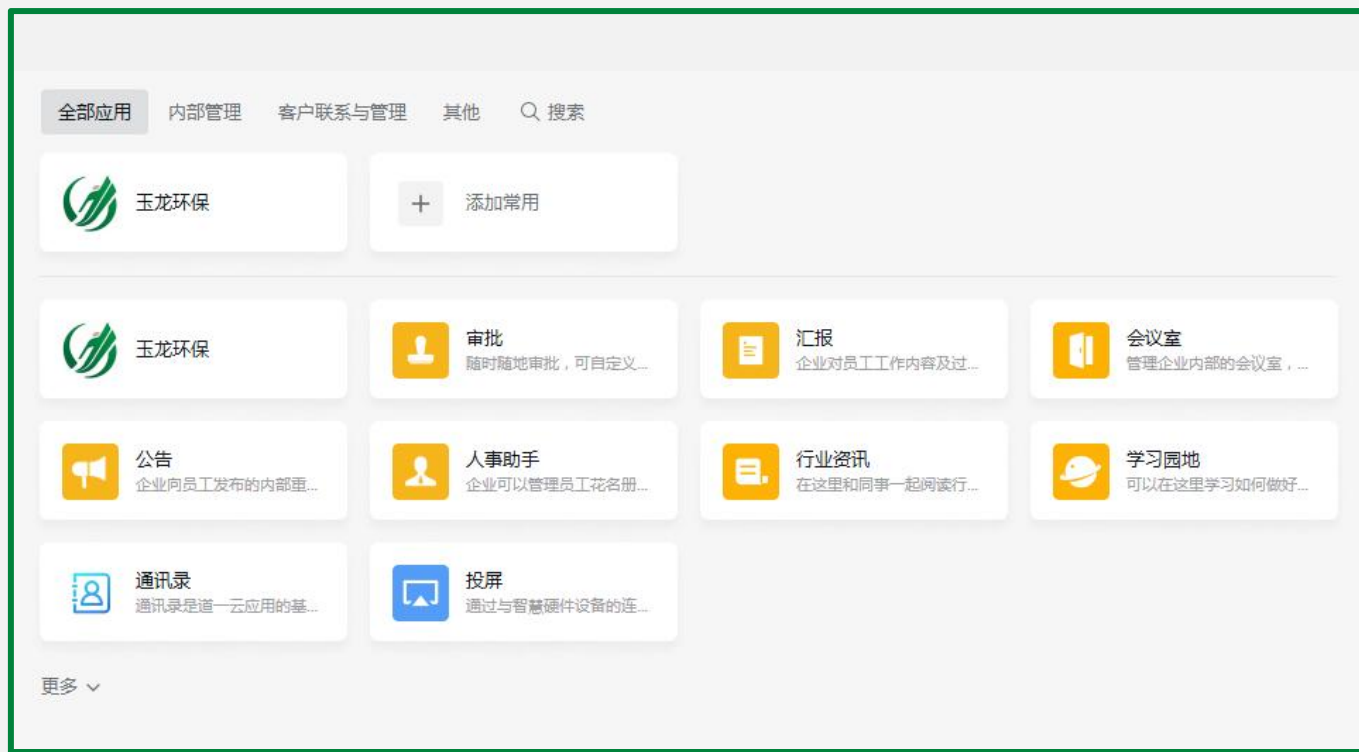 全部应用 内部管理 客户联系与管理 其他 搜索
玉龙环保 添加常用
玉龙环保
审批
随时随地审批，可自定义...
汇报
企业对员工工作内容及过...
会议室
管理企业内部的会议室，...
公告
企业向员工发布的内部重...
人事助手
企业可以管理员工花名册...
行业资讯
在这里和同事一起阅读行...
学习园地
可以在这里学习如何做好...
通讯录
通讯录是道一云应用的基...
投屏
通过与智慧硬件设备的连...
更多